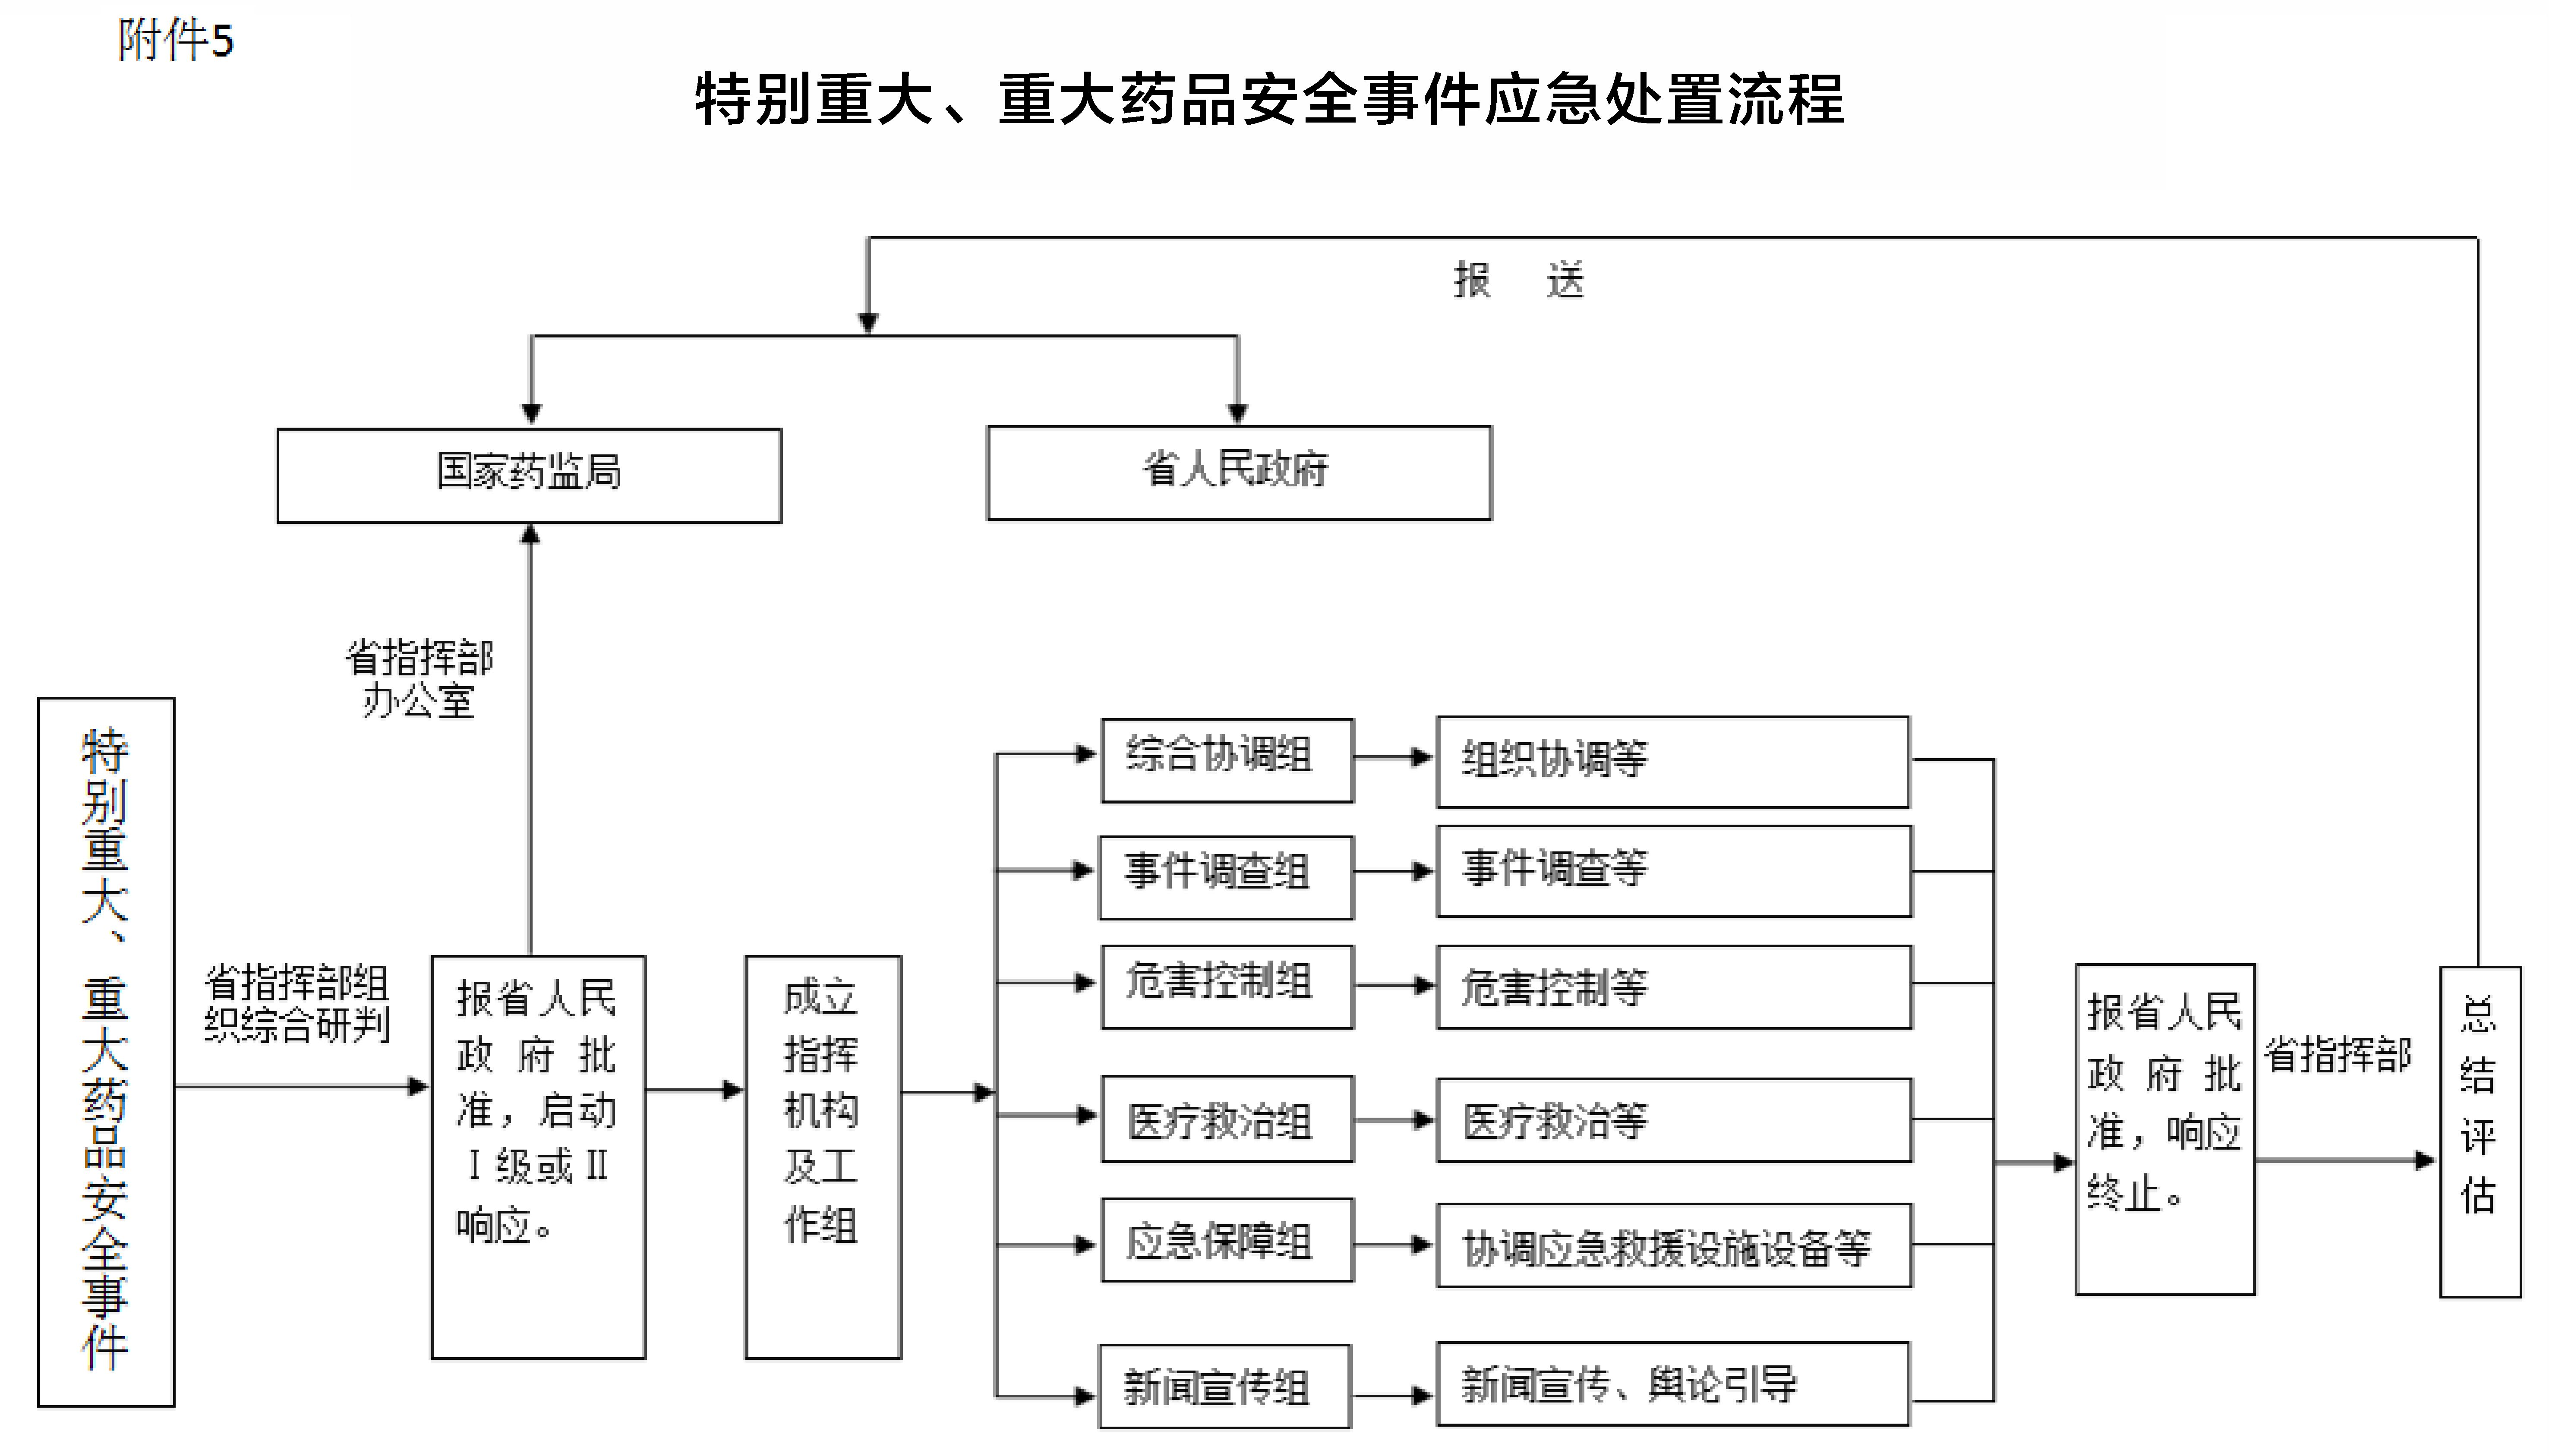 附件5
特别重大、重大药品安全事件应急处置流程
报 送
国家药监局
省人民政府
省指挥部
办公室
特别重大、重大药品安全事件
省指挥部组
织综合研判
报省人民
政府批
准，启动
Ⅰ级或Ⅱ
响应。
成立
指挥
机构
及工
作组
综合协调组
组织协调等
事件调查组
事件调查等
危害控制组
危害控制等
医疗救治组
医疗救治等
应急保障组
协调应急救援设施设备等
新闻宣传组
新闻宣传、舆论引导
报省人民
政府批
准，响应
终止。
省指挥部
总结评估